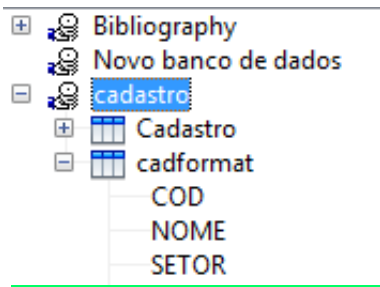 Bibliography
Novo banco de dados
cadastro
Cadastro
cadformat
COD
NOME
SETOR